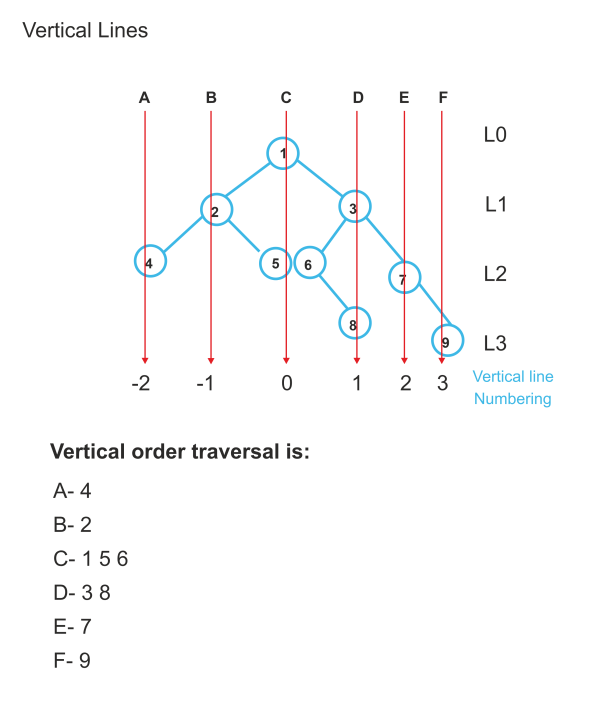 Vertical Lines
A B C D E F
L0
1
L1
2 3
L2
4 5 6 7
8
L3
9
-2 -1 0 1 2 3
Vertical line
Numbering
Vertical order traversal is:
A- 4
B- 2
C- 1 5 6
D- 3 8
E- 7
F- 9